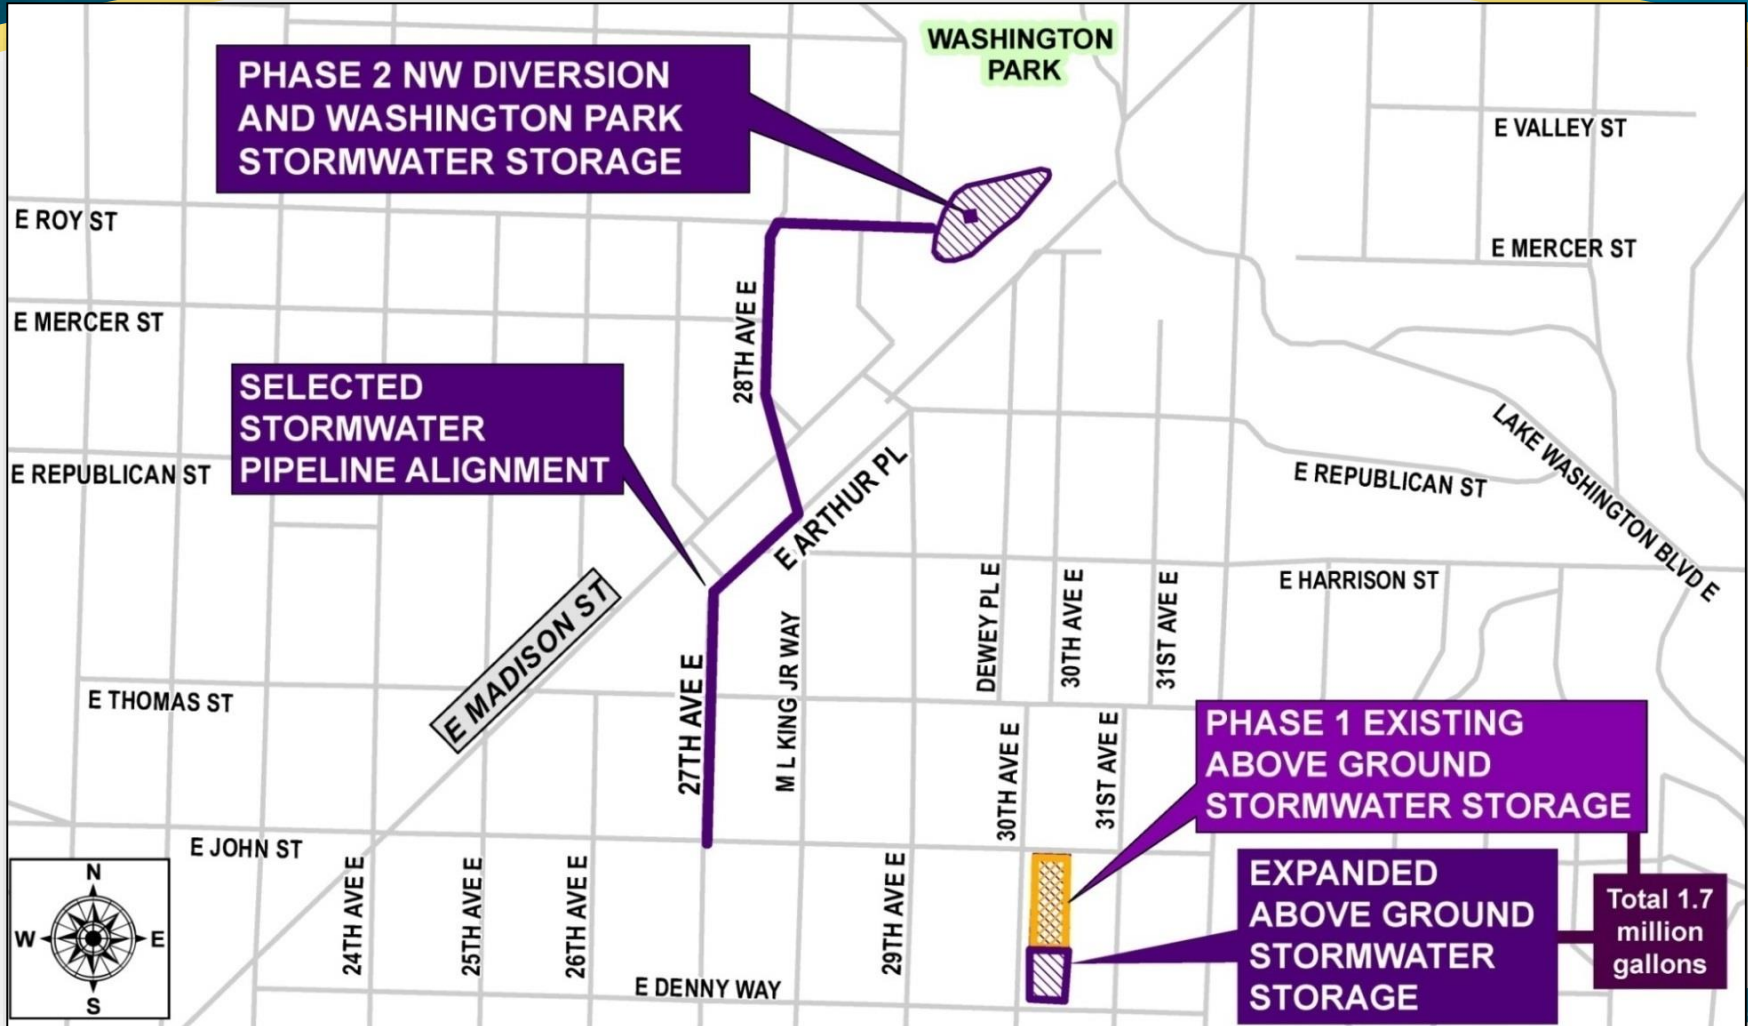 WASHINGTON
PARK
PHASE 2 NW DIVERSION
AND WASHINGTON PARK
STORMWATER STORAGE
E VALLEY ST
E ROY ST
E MERCER ST
E MERCER ST
28TH AVE E
SELECTED
STORMWATER
PIPELINE ALIGNMENT
E REPUBLICAN ST
E ARTHUR PL
E REPUBLICAN ST
LAKE WASHINGTON BLVD E
E HARRISON ST
E MADISON ST
DEWEY PL E
30TH AVE E
31ST AVE E
E THOMAS ST
27TH AVE E
M L KING JR WAY
30TH AVE E
31ST AVE E
PHASE 1 EXISTING
ABOVE GROUND
STORMWATER STORAGE
E JOHN ST
24TH AVE E
25TH AVE E
26TH AVE E
29TH AVE E
EXPANDED
ABOVE GROUND
STORMWATER
STORAGE
Total 1.7
million
gallons
E DENNY WAY
N
W E
S